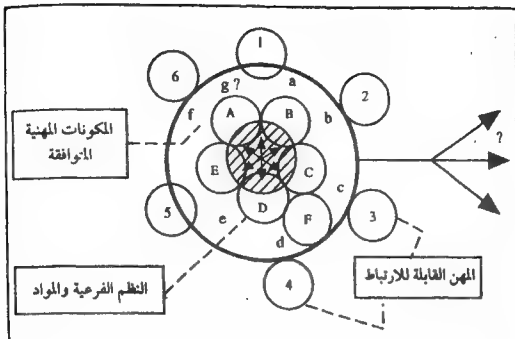 1
6
g ?
a
2
f
A
B
b
المكونات المهنية
المتوافقة
?
E
C
c
5
e
D
F
3
d
النظم الفرعية والمواد
4
المهن القابلة للارتباط